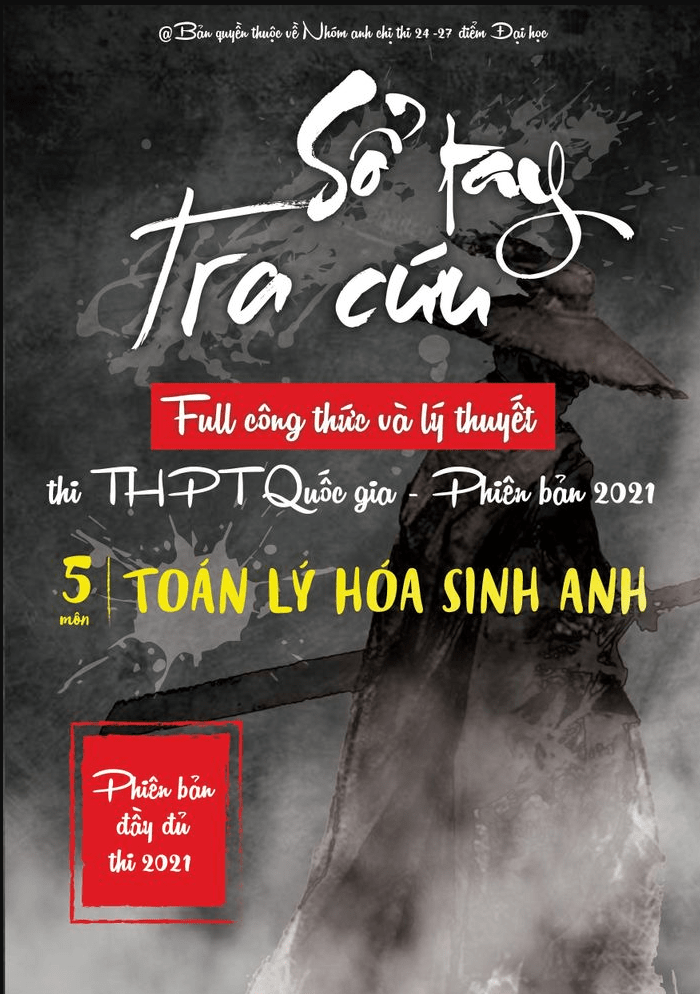 @Bản quyền thuộc về Nhóm anh chị thi 24 -27 điểm Đại học
Sổ tay
Tra cứu
Full công thức và lý thuyết
thi THPT Quốc gia - Phiên bản 2021
5 môn | TOÁN LÝ HÓA SINH ANH
Phiên bản
đầy đủ
thi 2021